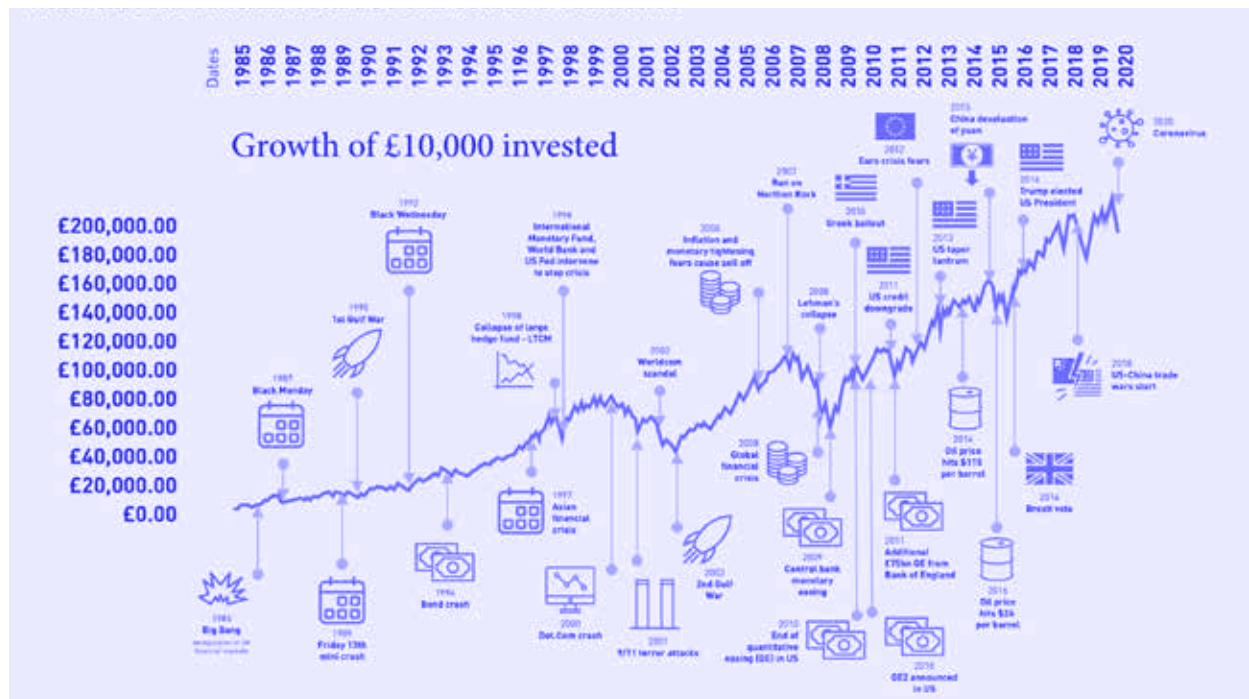 Dates
1985
1986
1987
1988
1989
1990
1991
1992
1993
1994
1995
1196
1997
1998
1999
2000
2001
2002
2003
2004
2005
2006
2007
2008
2009
2010
2011
2012
2013
2014
2015
2016
2017
2018
2019
2020
Growth of £10,000 invested
£200,000.00
£180,000.00
£160,000.00
£140,000.00
£120,000.00
£100,000.00
£80,000.00
£60,000.00
£40,000.00
£20,000.00
£0.00
1986
Big Bang
1987
Black Monday
1989
Friday 13th
mini crash
1990
1st Gulf War
1992
Black Wednesday
1994
Bond crash
1997
Asian
financial
crisis
1998
Collapse of large
hedge fund - LTCM
1998
International
Monetary Fund,
World Bank and
US Fed intervene
to stop crisis
2000
Dot.Com crash
2001
9/11 terror attacks
2002
Worldcom
scandal
2003
2nd Gulf
War
2006
Inflation and
monetary tightening
fears cause sell off
2007
Run on
Northern Rock
2008
Global
financial
crisis
2008
Lehman's
collapse
2009
Central bank
monetary
easing
2010
Greek bailout
2010
End of
quantitative
easing (QE) in US
2010
QE2 announced
in US
2011
US credit
downgrade
2011
Additional
£75bn QE from
Bank of England
2012
Euro crisis fears
2013
US taper
tantrum
2014
Oil price
hits $115
per barrel
2015
China devaluation
of yuan
2016
Oil price
hits $26
per barrel
2016
Brexit vote
2016
Trump elected
US President
2018
US-China trade
wars start
2020
Coronavirus